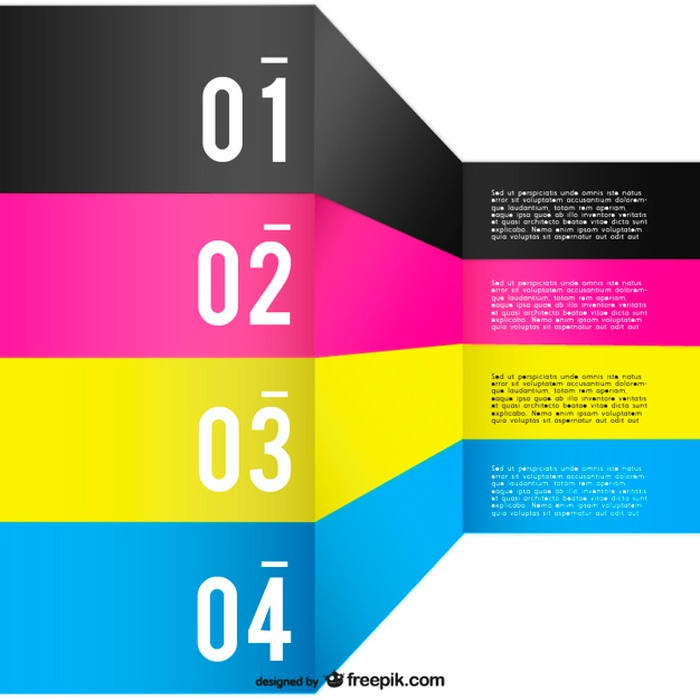 01
Sed ut perspiciatis unde omnis iste natus
error sit voluptatem accusantium dolorem-
que laudantium, totam rem aperiam,
eaque ipsa quae ab illo inventore veritatis
et quasi architecto beatae vitae dicta sunt
explicabo. Nemo enim ipsam voluptatem
quia voluptas sit aspernatur aut odit aut
02
Sed ut perspiciatis unde omnis iste natus
error sit voluptatem accusantium dolorem-
que laudantium, totam rem aperiam,
eaque ipsa quae ab illo inventore veritatis
et quasi architecto beatae vitae dicta sunt
explicabo. Nemo enim ipsam voluptatem
quia voluptas sit aspernatur aut odit aut
03
Sed ut perspiciatis unde omnis iste natus
error sit voluptatem accusantium dolorem-
que laudantium, totam rem aperiam,
eaque ipsa quae ab illo inventore veritatis
et quasi architecto beatae vitae dicta sunt
explicabo. Nemo enim ipsam voluptatem
quia voluptas sit aspernatur aut odit aut
04
Sed ut perspiciatis unde omnis iste natus
error sit voluptatem accusantium dolorem-
que laudantium, totam rem aperiam,
eaque ipsa quae ab illo inventore veritatis
et quasi architecto beatae vitae dicta sunt
explicabo. Nemo enim ipsam voluptatem
quia voluptas sit aspernatur aut odit aut
designed by freepik.com